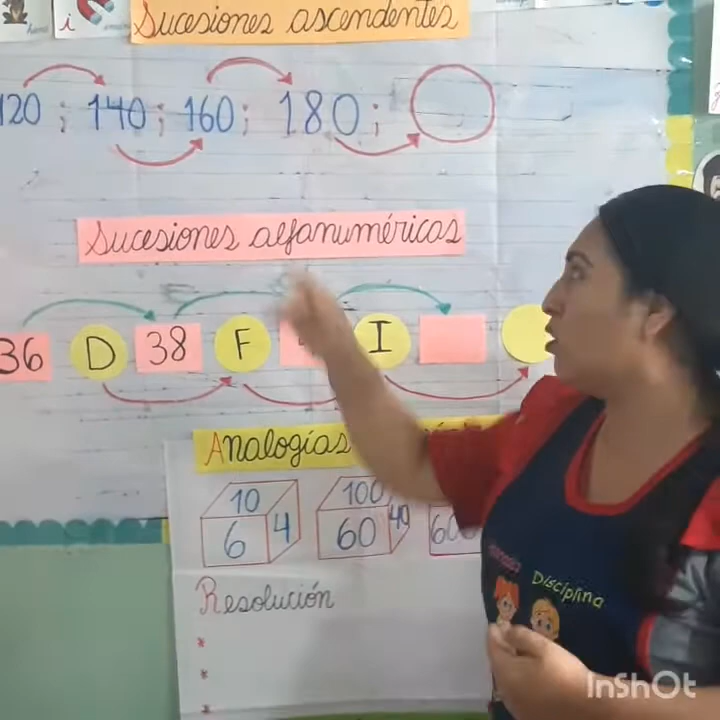 i
Sucesiones ascendentes
120 ; 140 ; 160 ; 180 ;
Sucesiones alfanuméricas
36 D 38 F I
Analogías
10 6 4
100 60 40
Resolución
*
*
*
Disciplina
InShOt